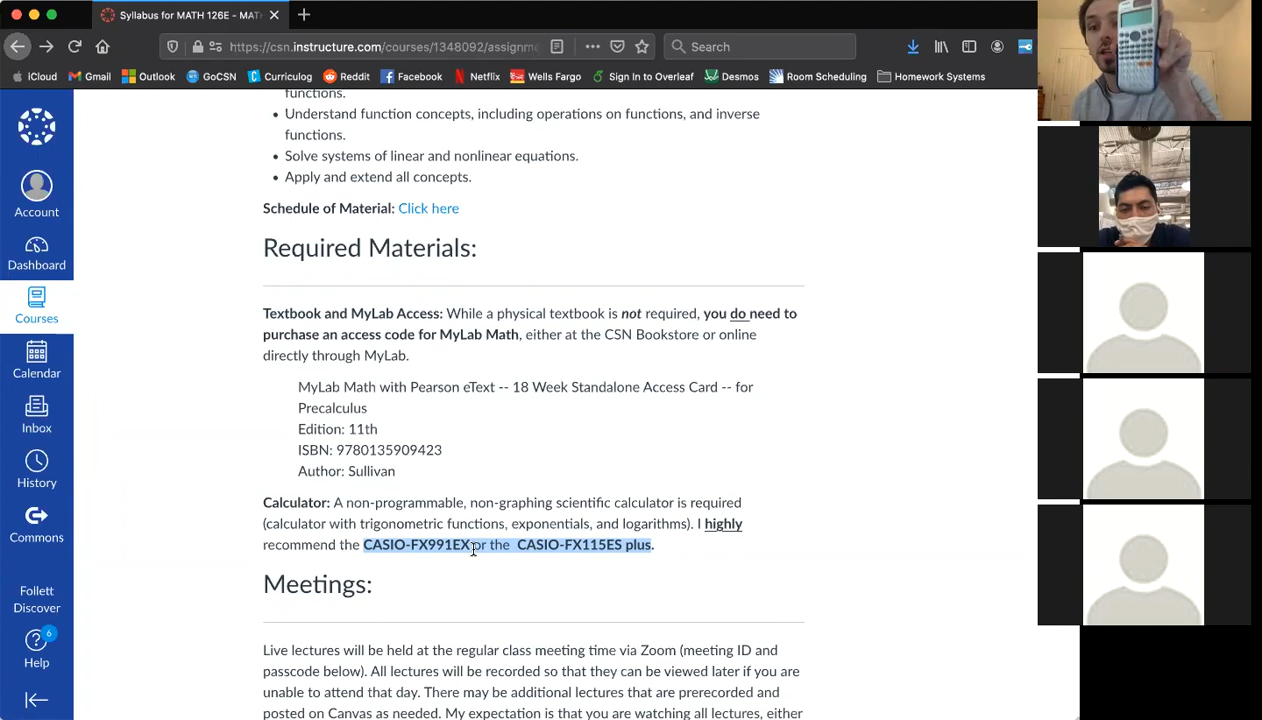 Syllabus for MATH 126E - MAT
https://csn.instructure.com/courses/1348092/assignm
Search
iCloud Gmail Outlook GoCSN Curriculog Reddit Facebook Netflix Wells Fargo Sign In to Overleaf Desmos Room Scheduling Homework Systems
Account
Dashboard
Courses
Calendar
Inbox
History
Commons
Follett
Discover
6
Help
functions.
• Understand function concepts, including operations on functions, and inverse
functions.
• Solve systems of linear and nonlinear equations.
• Apply and extend all concepts.
Schedule of Material: Click here
Required Materials:
Textbook and MyLab Access: While a physical textbook is not required, you do need to
purchase an access code for MyLab Math, either at the CSN Bookstore or online
directly through MyLab.
MyLab Math with Pearson eText -- 18 Week Standalone Access Card -- for
Precalculus
Edition: 11th
ISBN: 9780135909423
Author: Sullivan
Calculator: A non-programmable, non-graphing scientific calculator is required
(calculator with trigonometric functions, exponentials, and logarithms). I highly
recommend the CASIO-FX991EX or the CASIO-FX115ES plus.
Meetings:
Live lectures will be held at the regular class meeting time via Zoom (meeting ID and
passcode below). All lectures will be recorded so that they can be viewed later if you are
unable to attend that day. There may be additional lectures that are prerecorded and
posted on Canvas as needed. My expectation is that you are watching all lectures, either